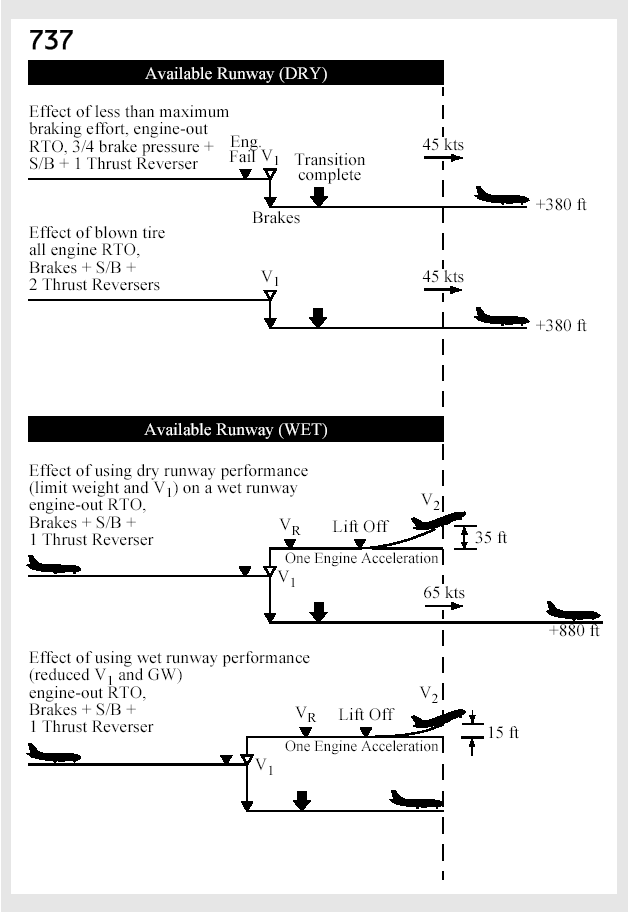 737
Available Runway (DRY)
Effect of less than maximum
braking effort, engine-out
RTO, 3/4 brake pressure +
S/B + 1 Thrust Reverser
Eng.
Fail V1
Transition
complete
45 kts
+380 ft
Brakes
Effect of blown tire
all engine RTO,
Brakes + S/B +
2 Thrust Reversers
V1
45 kts
+380 ft
Available Runway (WET)
Effect of using dry runway performance
(limit weight and V1) on a wet runway
engine-out RTO,
Brakes + S/B +
1 Thrust Reverser
VR
Lift Off
V2
35 ft
One Engine Acceleration
V1
65 kts
+880 ft
Effect of using wet runway performance
(reduced V1 and GW)
engine-out RTO,
Brakes + S/B +
1 Thrust Reverser
VR
Lift Off
V2
15 ft
One Engine Acceleration
V1